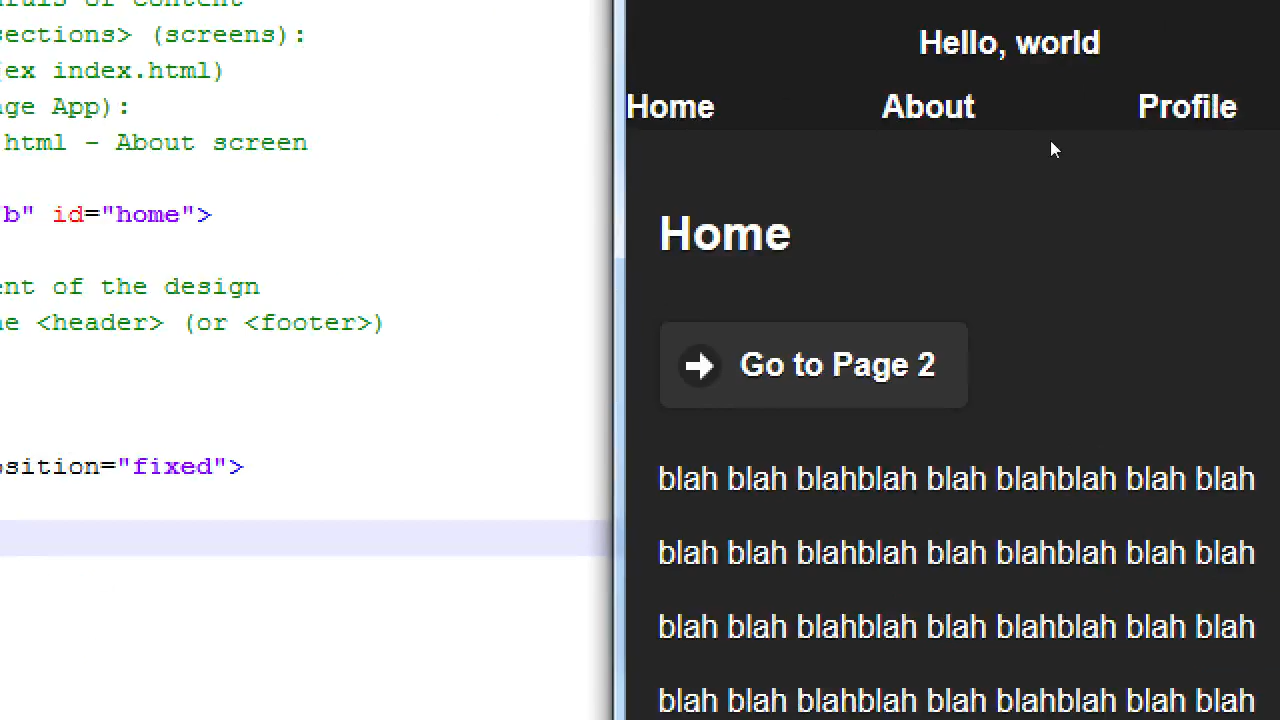 sections> (screens):
ex index.html)
ge App):
html - About screen
b" id="home">
ent of the design
e <header> (or <footer>)
sition="fixed">
Hello, world
Home About Profile
Home
Go to Page 2
blah blah blahblah blah blahblah blah blah
blah blah blahblah blah blahblah blah blah
blah blah blahblah blah blahblah blah blah
blah blah blahblah blah blahblah blah blah